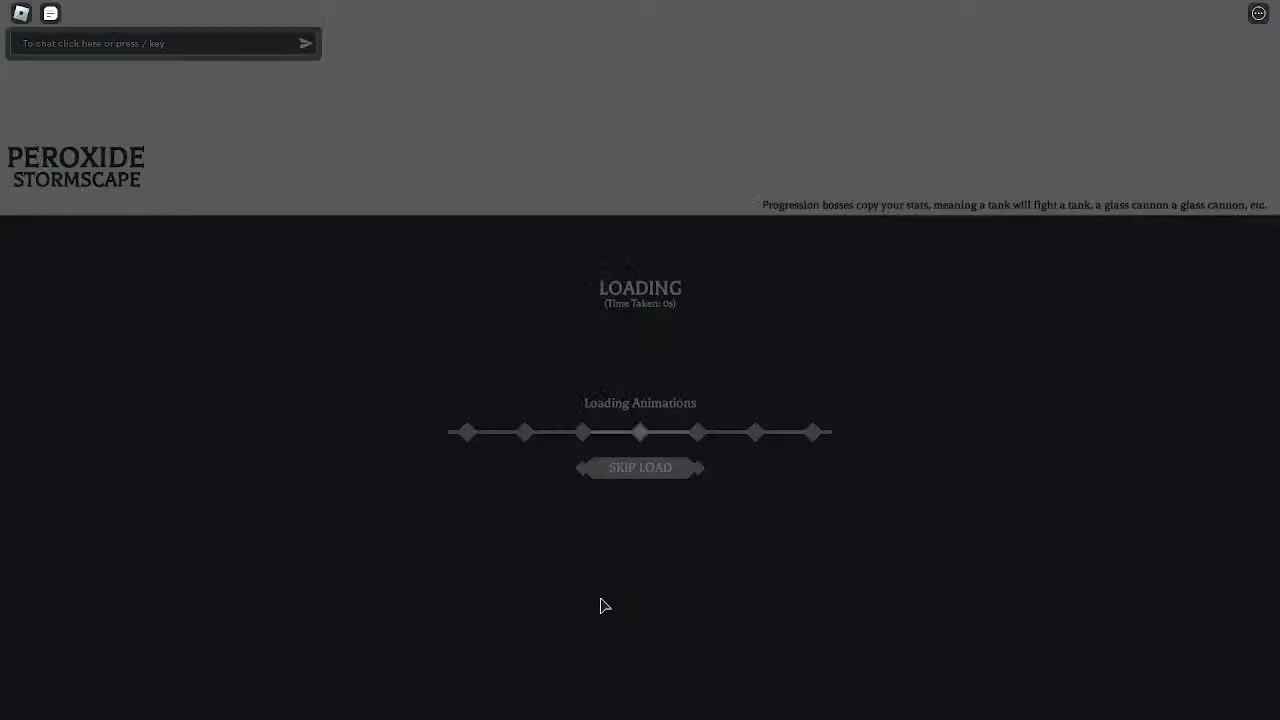 To chat click here or press / key
PEROXIDE
STORMSCAPE
Progression bosses copy your stats, meaning a tank will fight a tank, a glass cannon a glass cannon, etc.
LOADING
(Time Taken: 0s)
Loading Animations
SKIP LOAD